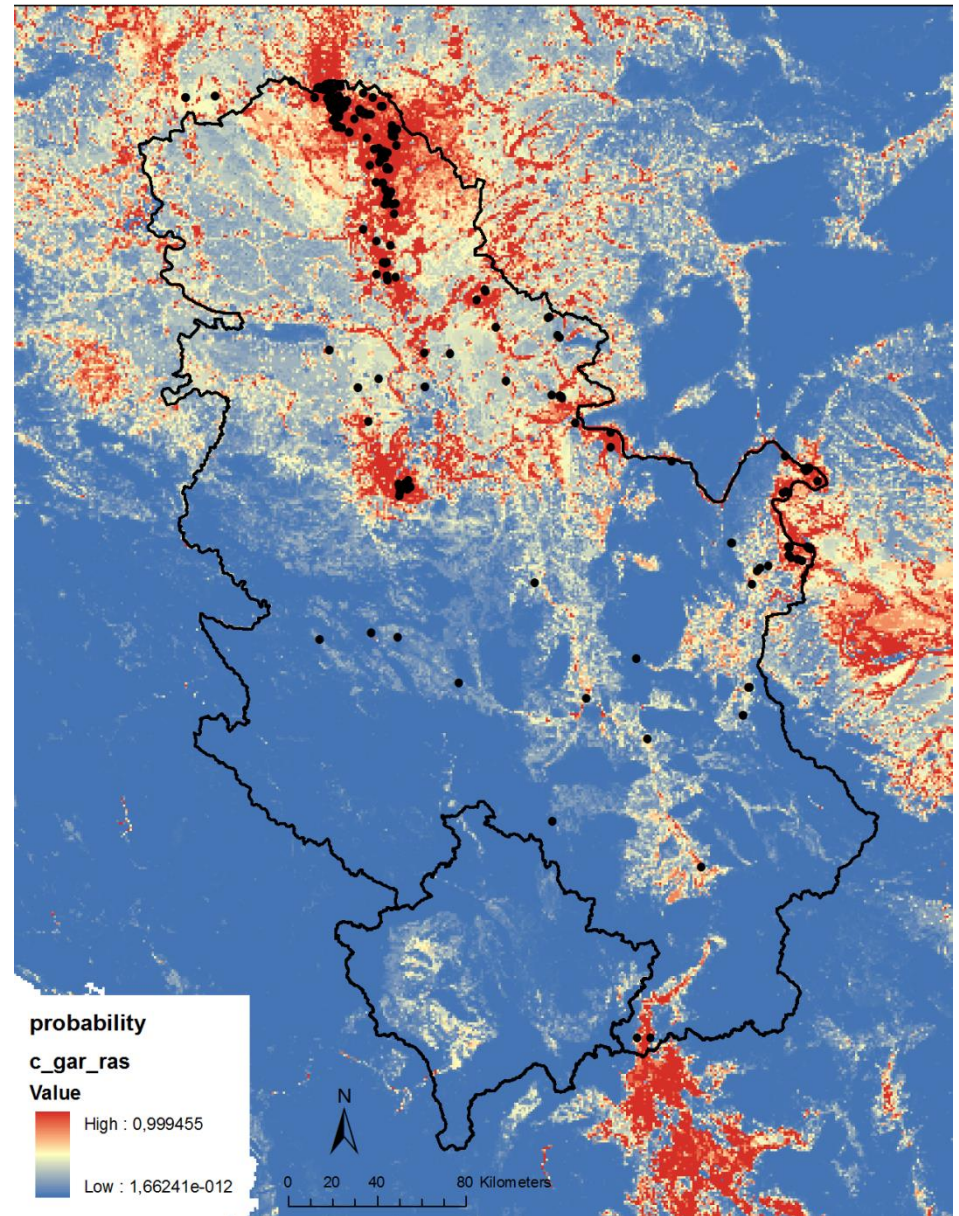 probability
c_gar_ras
Value
High : 0,999455
Low : 1,66241e-012
N
0 20 40 80 Kilometers